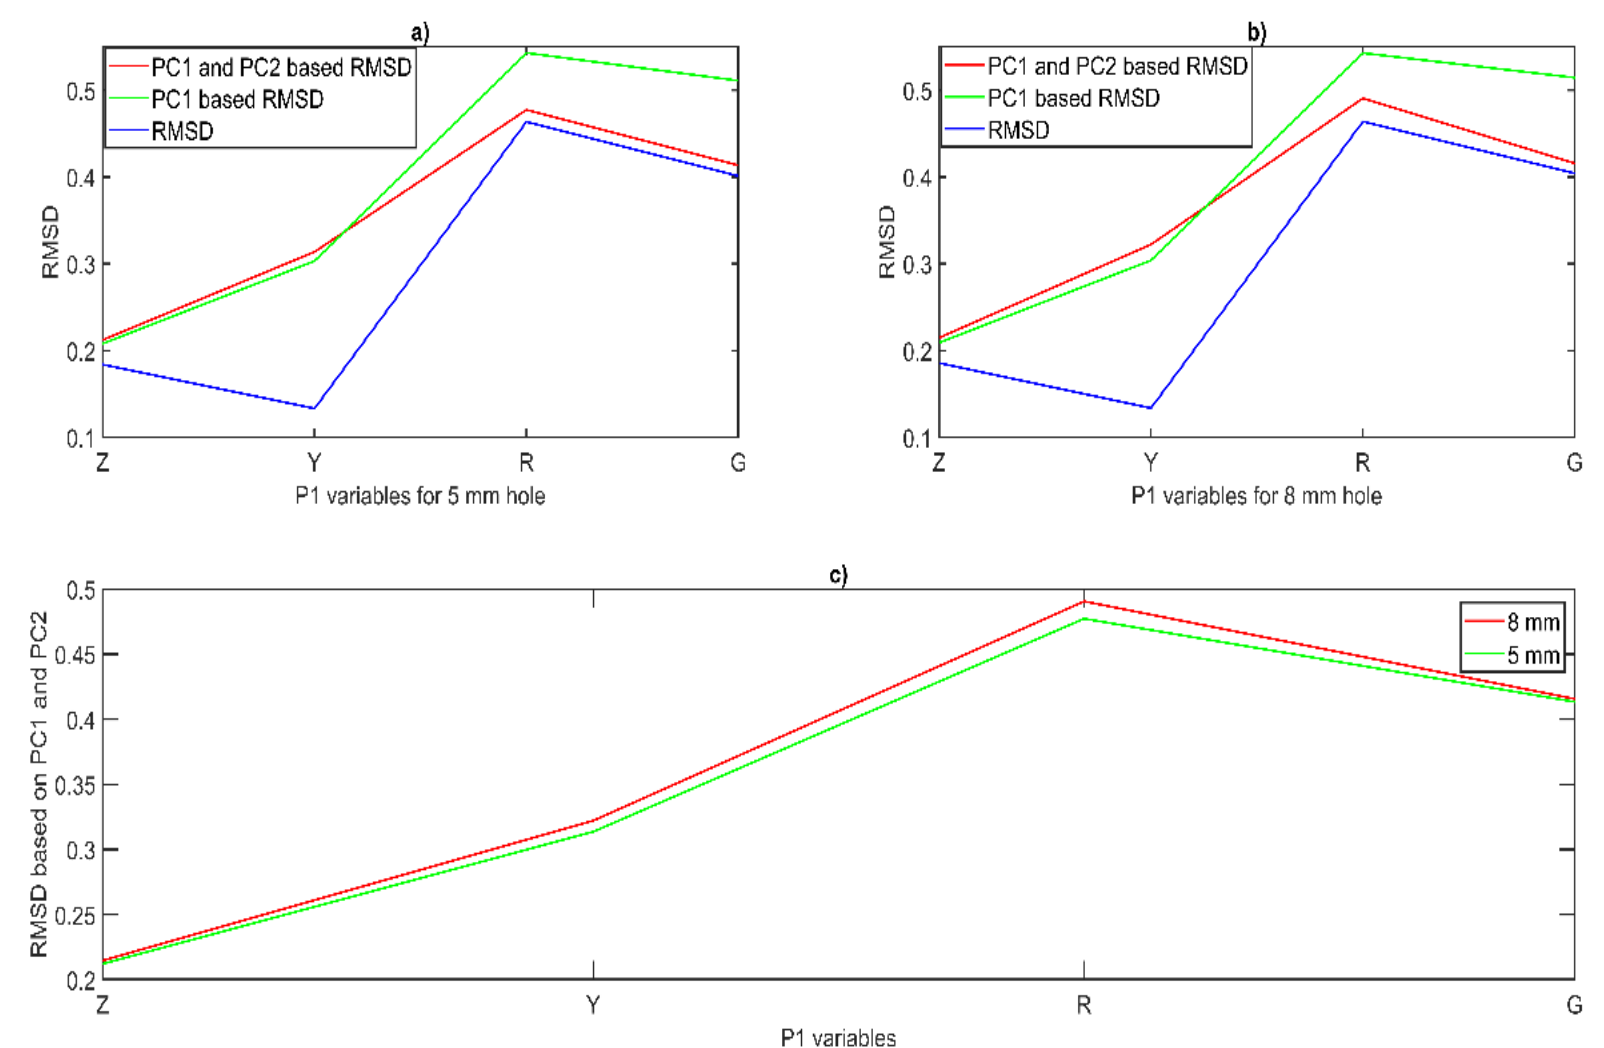 a)
PC1 and PC2 based RMSD
PC1 based RMSD
RMSD
0.5
0.4
0.3
0.2
0.1
RMSD
Z Y R G
P1 variables for 5 mm hole
b)
PC1 and PC2 based RMSD
PC1 based RMSD
RMSD
0.5
0.4
0.3
0.2
0.1
RMSD
Z Y R G
P1 variables for 8 mm hole
c)
8 mm
5 mm
0.5
0.45
0.4
0.35
0.3
0.25
0.2
RMSD based on PC1 and PC2
Z Y R G
P1 variables